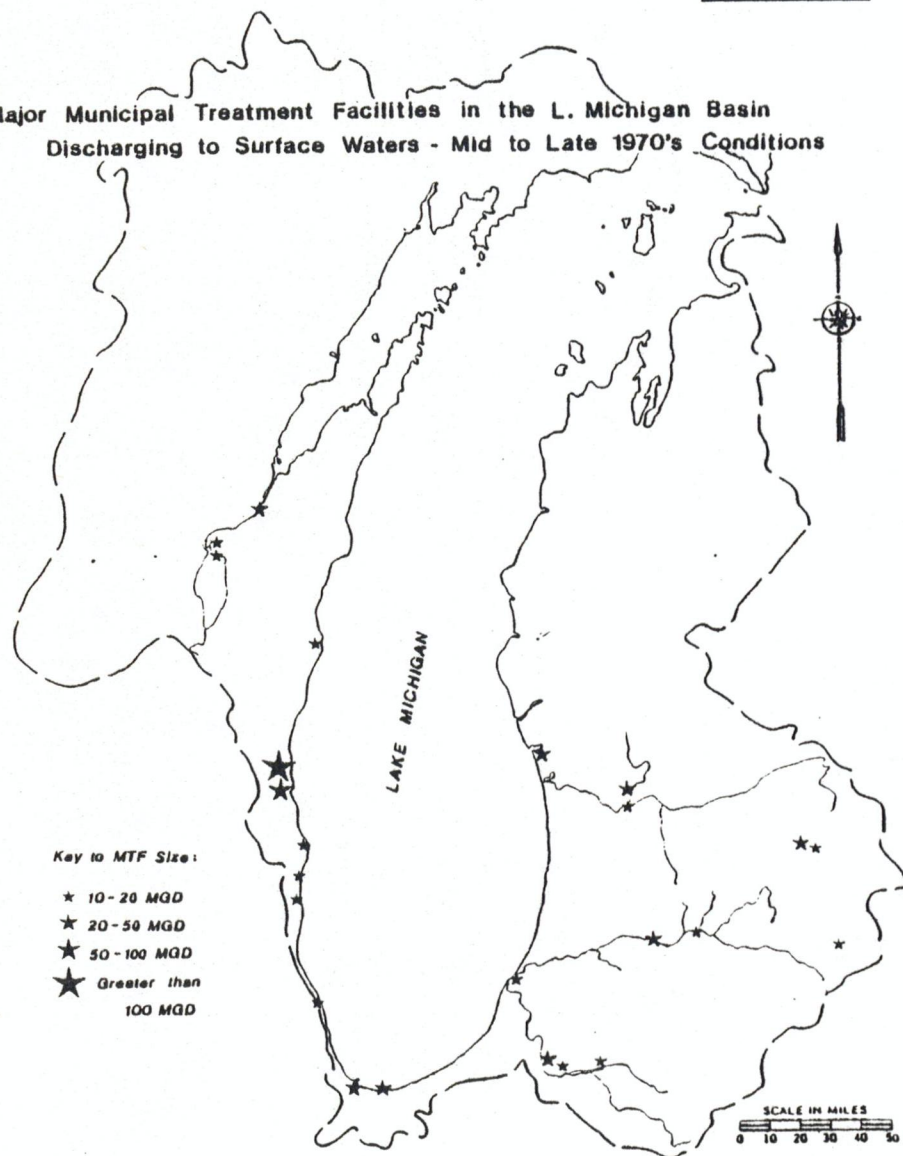 ajor Municipal Treatment Facilities in the L. Michigan Basin
Discharging to Surface Waters - Mid to Late 1970's Conditions
LAKE MICHIGAN
Key to MTF Size:
10-20 MGD
20-50 MGD
50-100 MGD
Greater than
100 MGD
SCALE IN MILES
0 10 20 30 40 50